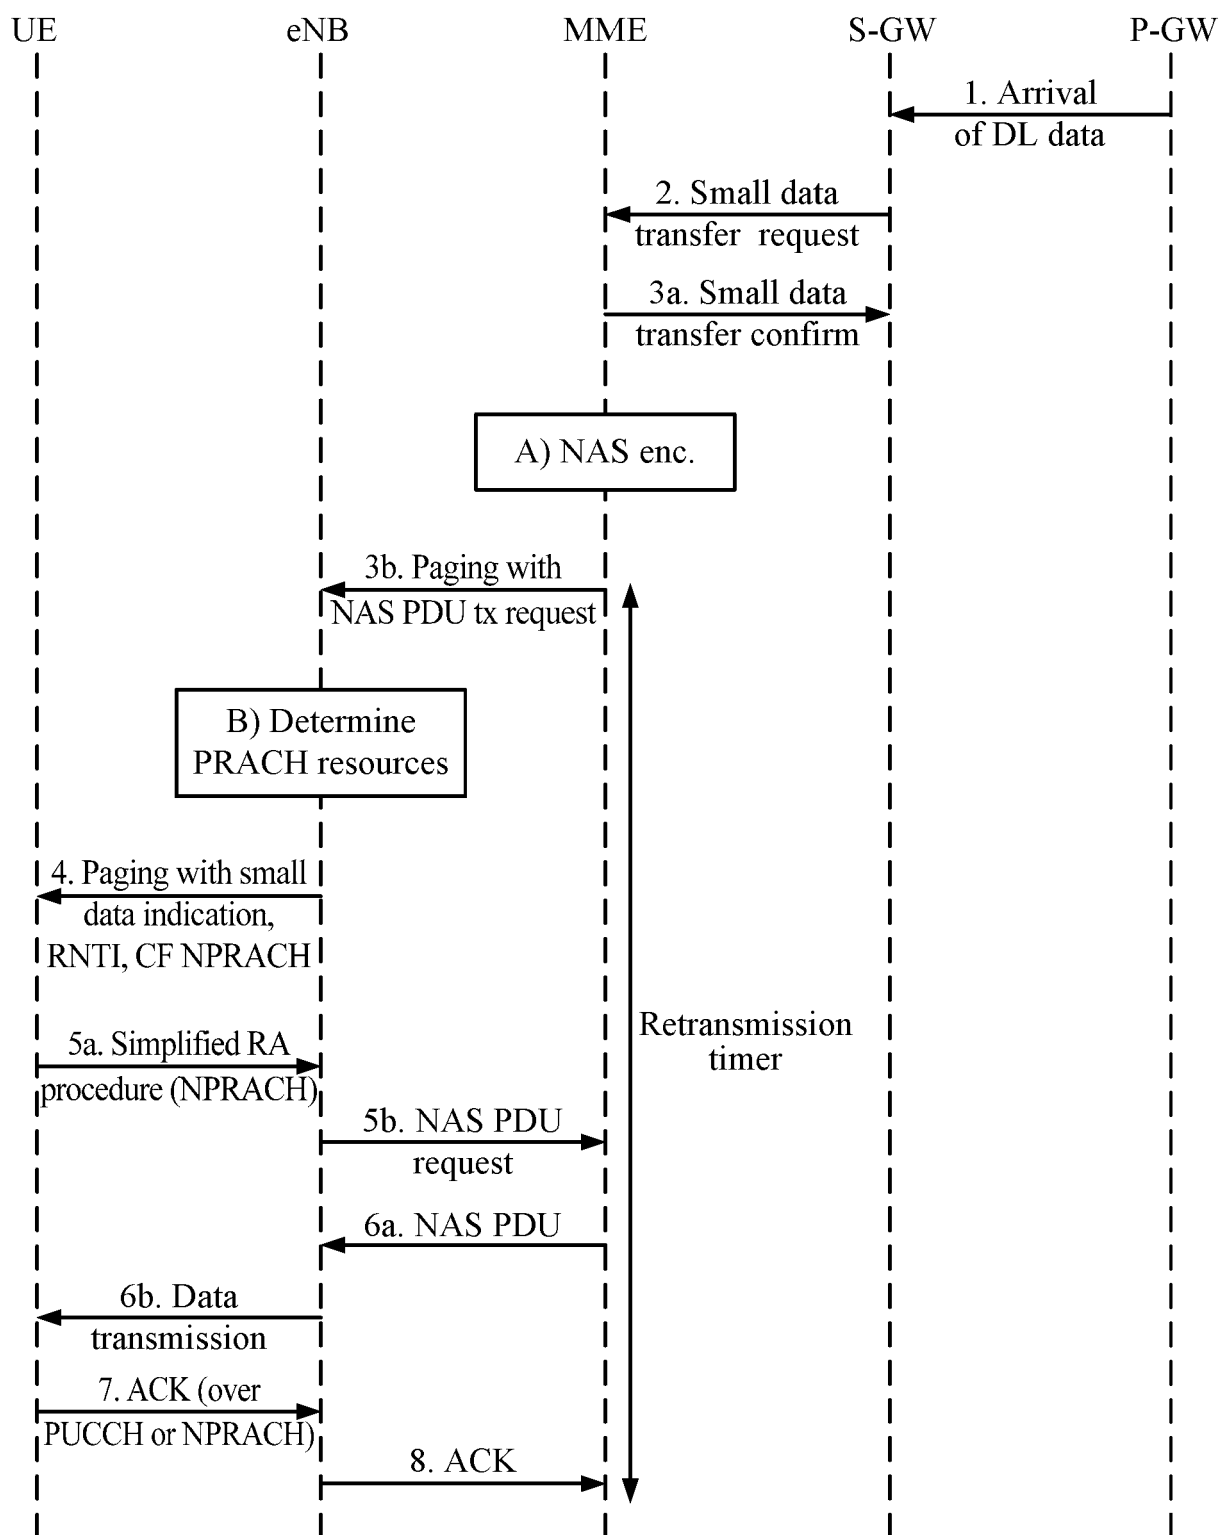 UE eNB MME S-GW P-GW
1. Arrival
of DL data
2. Small data
transfer request
3a. Small data
transfer confirm
A) NAS enc.
3b. Paging with
NAS PDU tx request
B) Determine
PRACH resources
4. Paging with small
data indication,
RNTI, CF NPRACH
Retransmission
timer
5a. Simplified RA
procedure (NPRACH)
5b. NAS PDU
request
6a. NAS PDU
6b. Data
transmission
7. ACK (over
PUCCH or NPRACH)
8. ACK